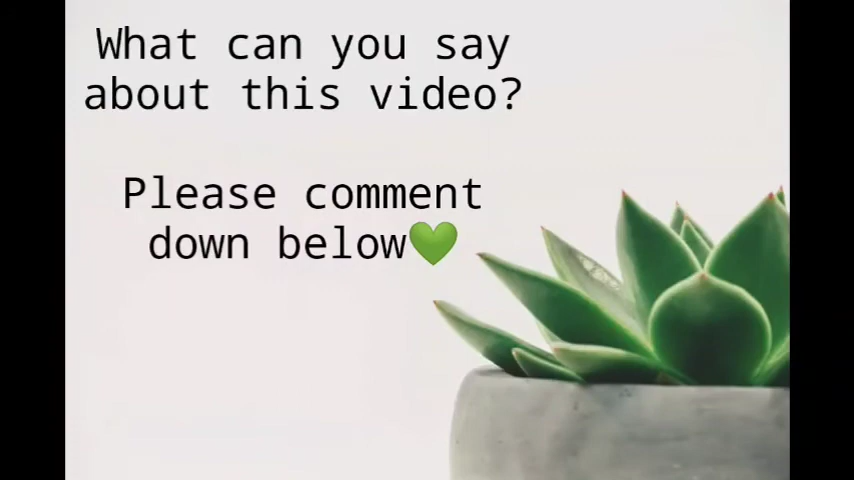 What can you say
about this video?
Please comment
down below💚